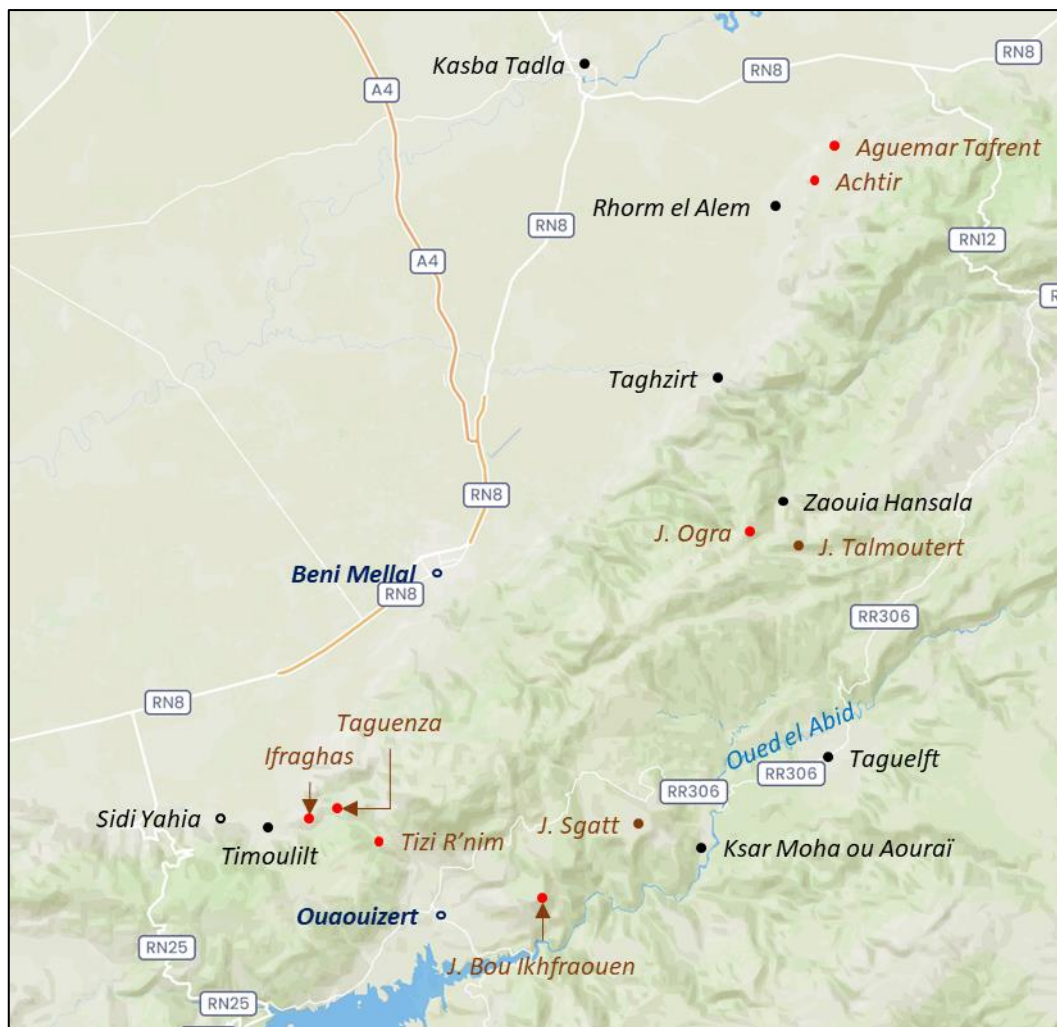 Kasba Tadla
RN8
RN8
A4
Aguemar Tafrent
Achtir
Rhorm el Alem
RN8
RN12
A4
R
Taghzirt
RN8
Zaouia Hansala
J. Ogra
J. Talmoutert
Beni Mellal
RN8
RR306
RN8
Taguenza
Ifraghas
Oued el Abid
Taguelft
RR306
RR306
Sidi Yahia
J. Sgatt
Timoulilt
Tizi R'nim
Ksar Moha ou Aouraï
Ouaouizert
RN25
J. Bou Ikhfraouen
RN25